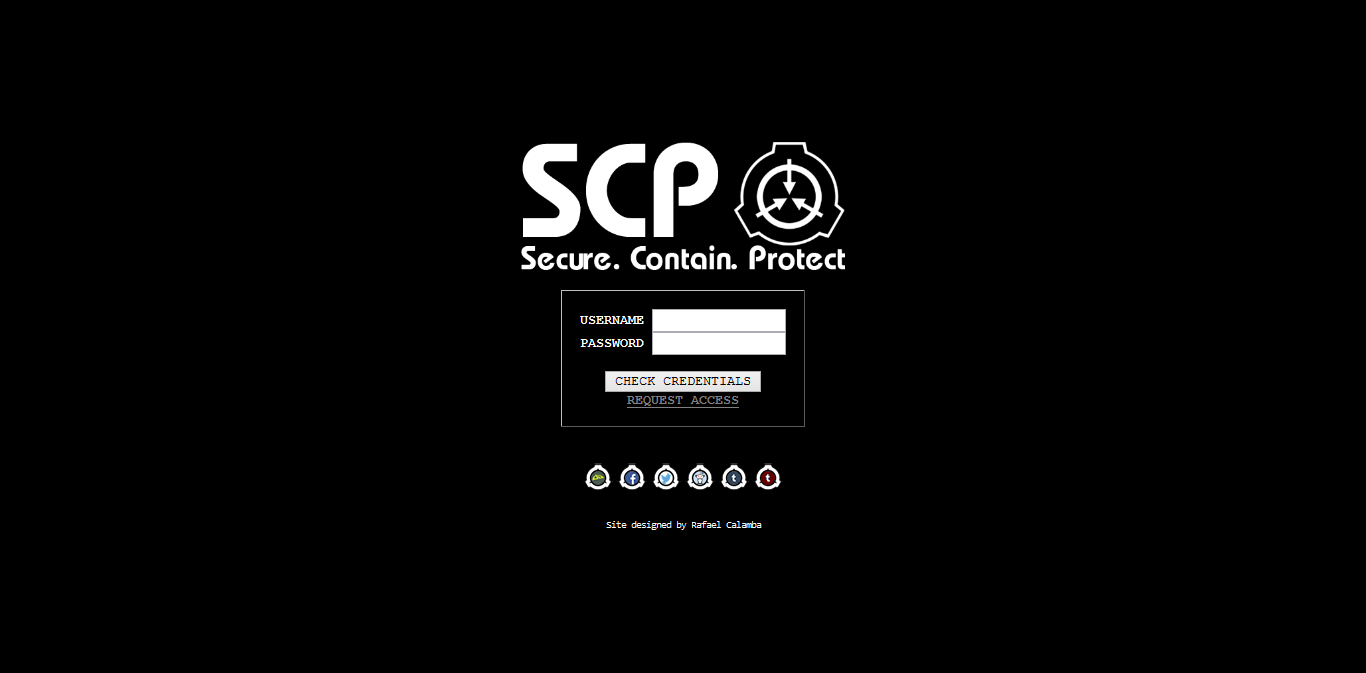 SCP
Secure. Contain. Protect
USERNAME
PASSWORD
CHECK CREDENTIALS
REQUEST ACCESS
f t t
Site designed by Rafael Calamba